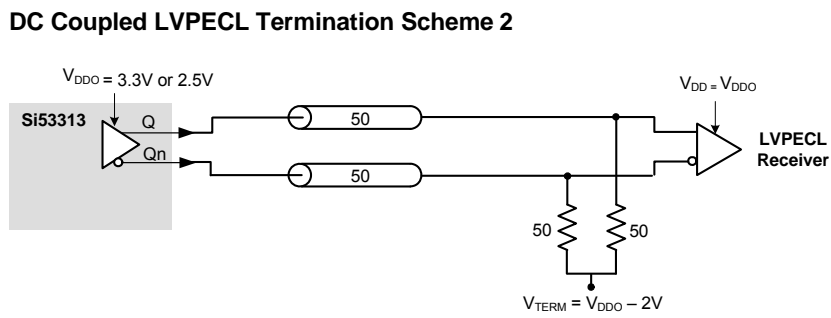 DC Coupled LVPECL Termination Scheme 2
VDDO = 3.3V or 2.5V
VDD = VDDO
Si53313
Q
50
LVPECL
Receiver
Qn
50
50
50
VTERM = VDDO – 2V